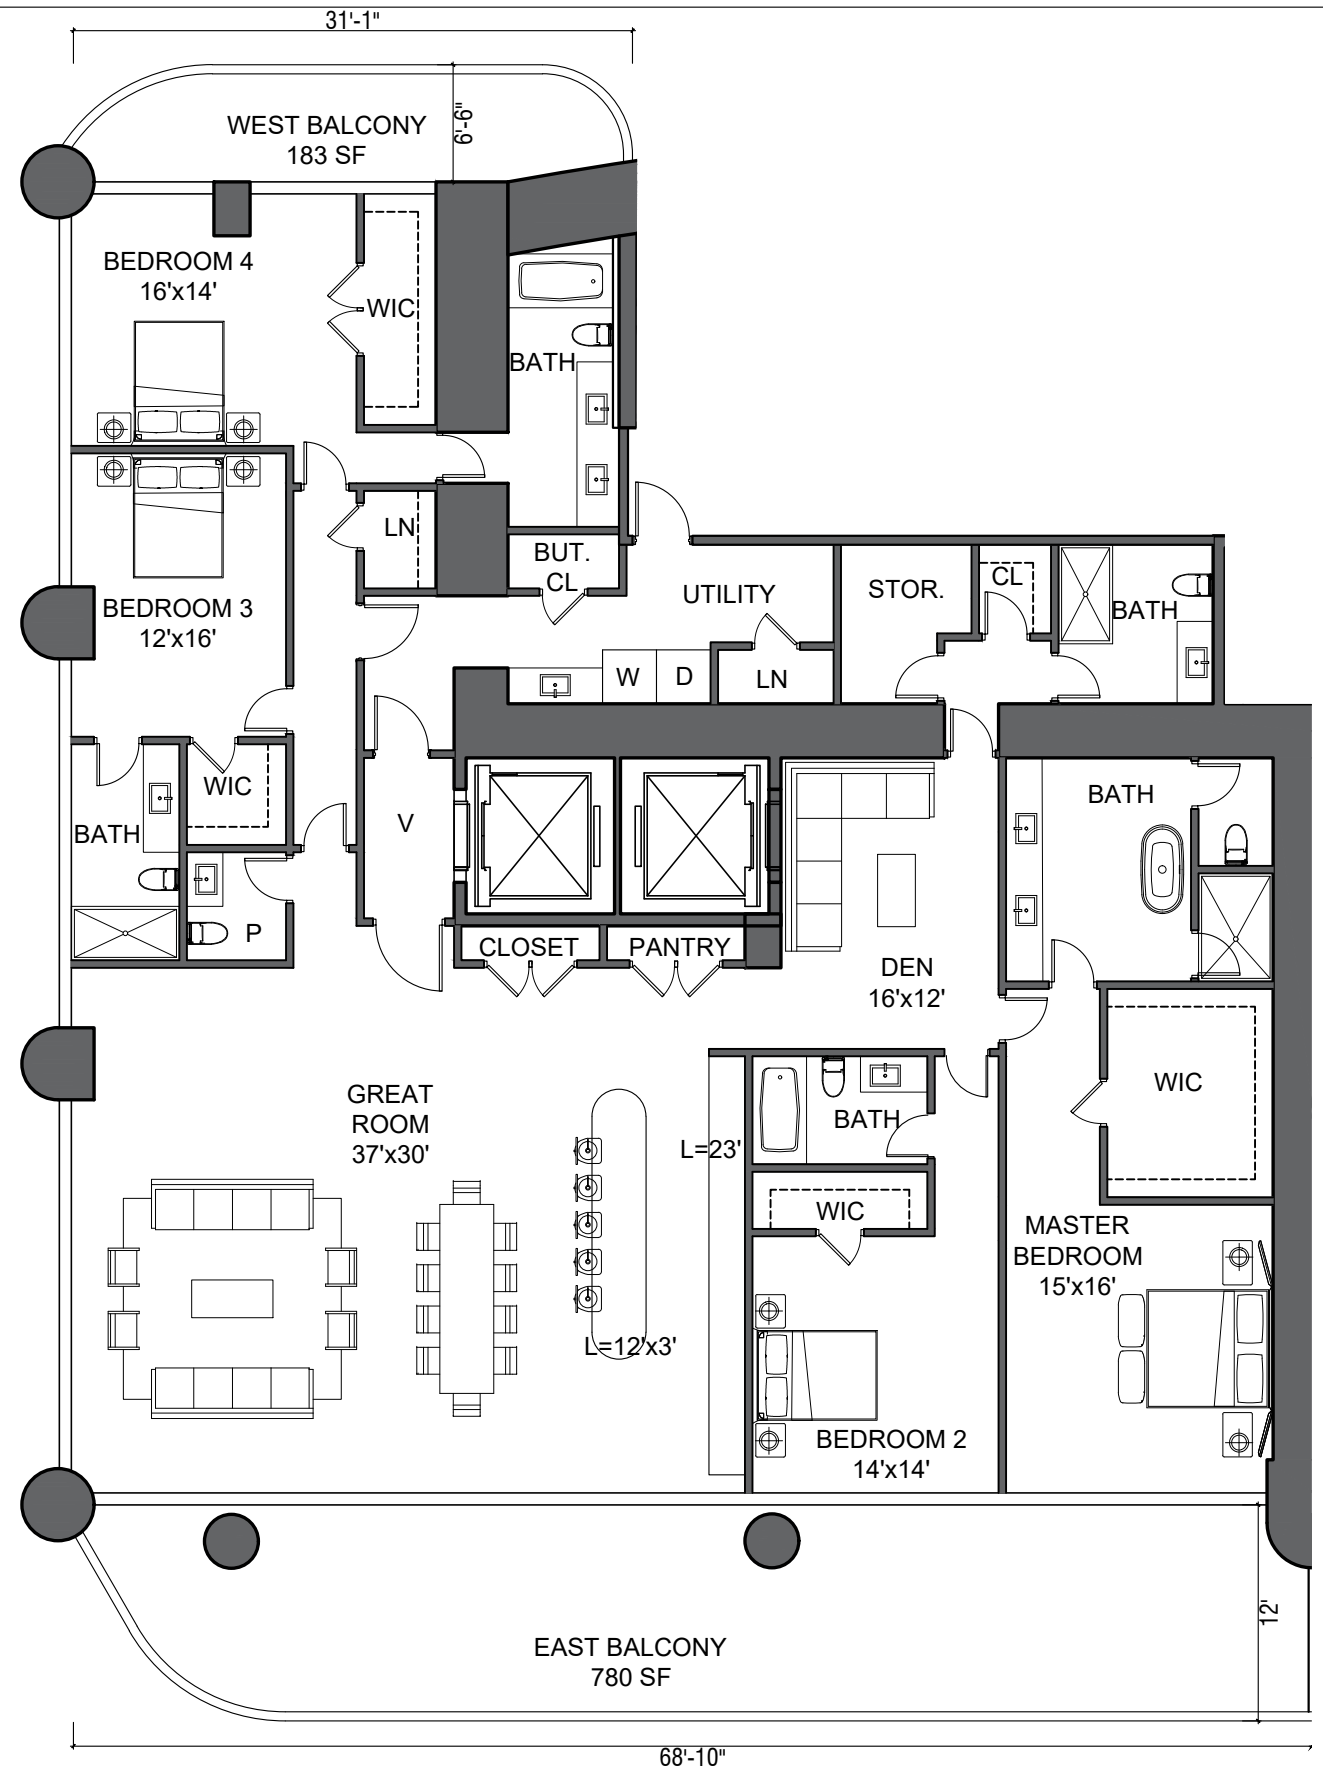 31'-1"
WEST BALCONY
183 SF
6'-6"
BEDROOM 4
16'x14'
WIC
BATH
LN
BUT.
CL
BEDROOM 3
12'x16'
UTILITY
STOR.
CL
BATH
W
D
LN
WIC
BATH
V
BATH
P
CLOSET
PANTRY
DEN
16'x12'
WIC
GREAT
ROOM
37'x30'
L=23'
BATH
WIC
MASTER
BEDROOM
15'x16'
L=12'x3'
BEDROOM 2
14'x14'
12'
EAST BALCONY
780 SF
68'-10"